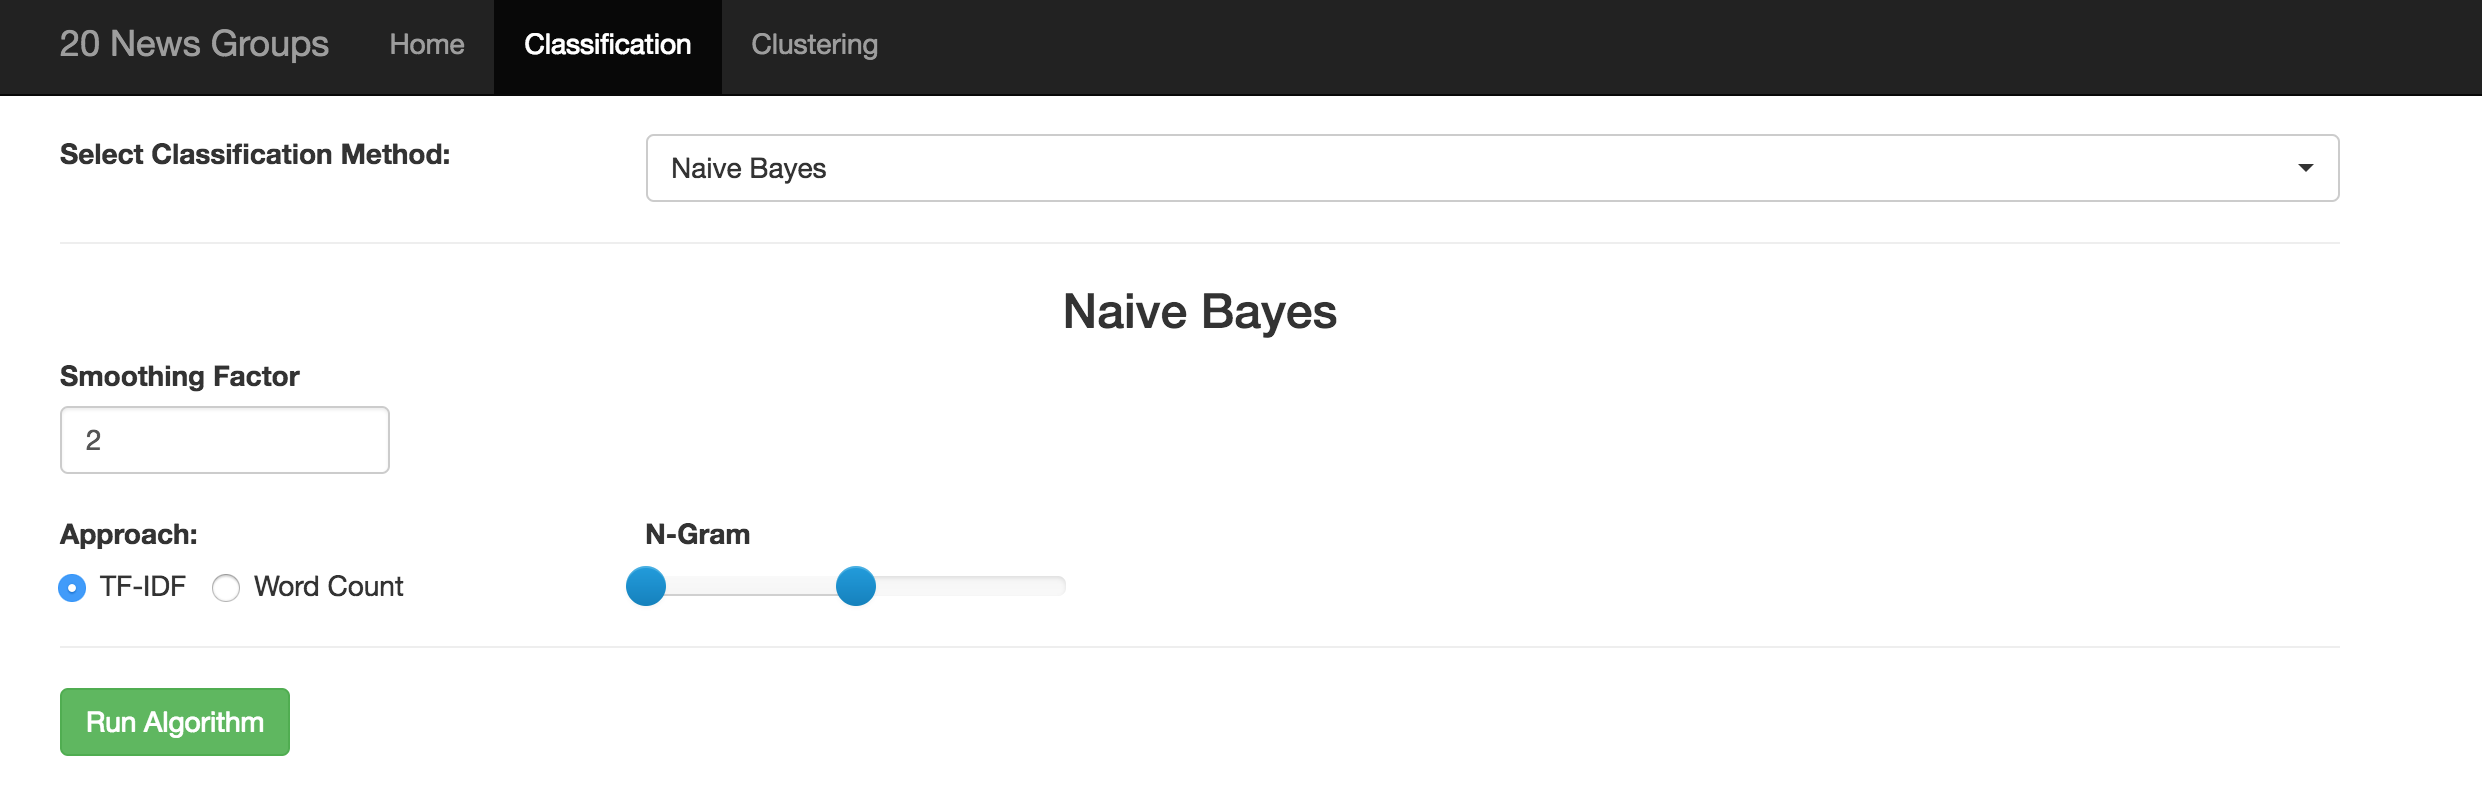 20 News Groups Home Classification Clustering
Select Classification Method: Naive Bayes
Naive Bayes
Smoothing Factor
2
Approach: N-Gram
TF-IDF Word Count
Run Algorithm